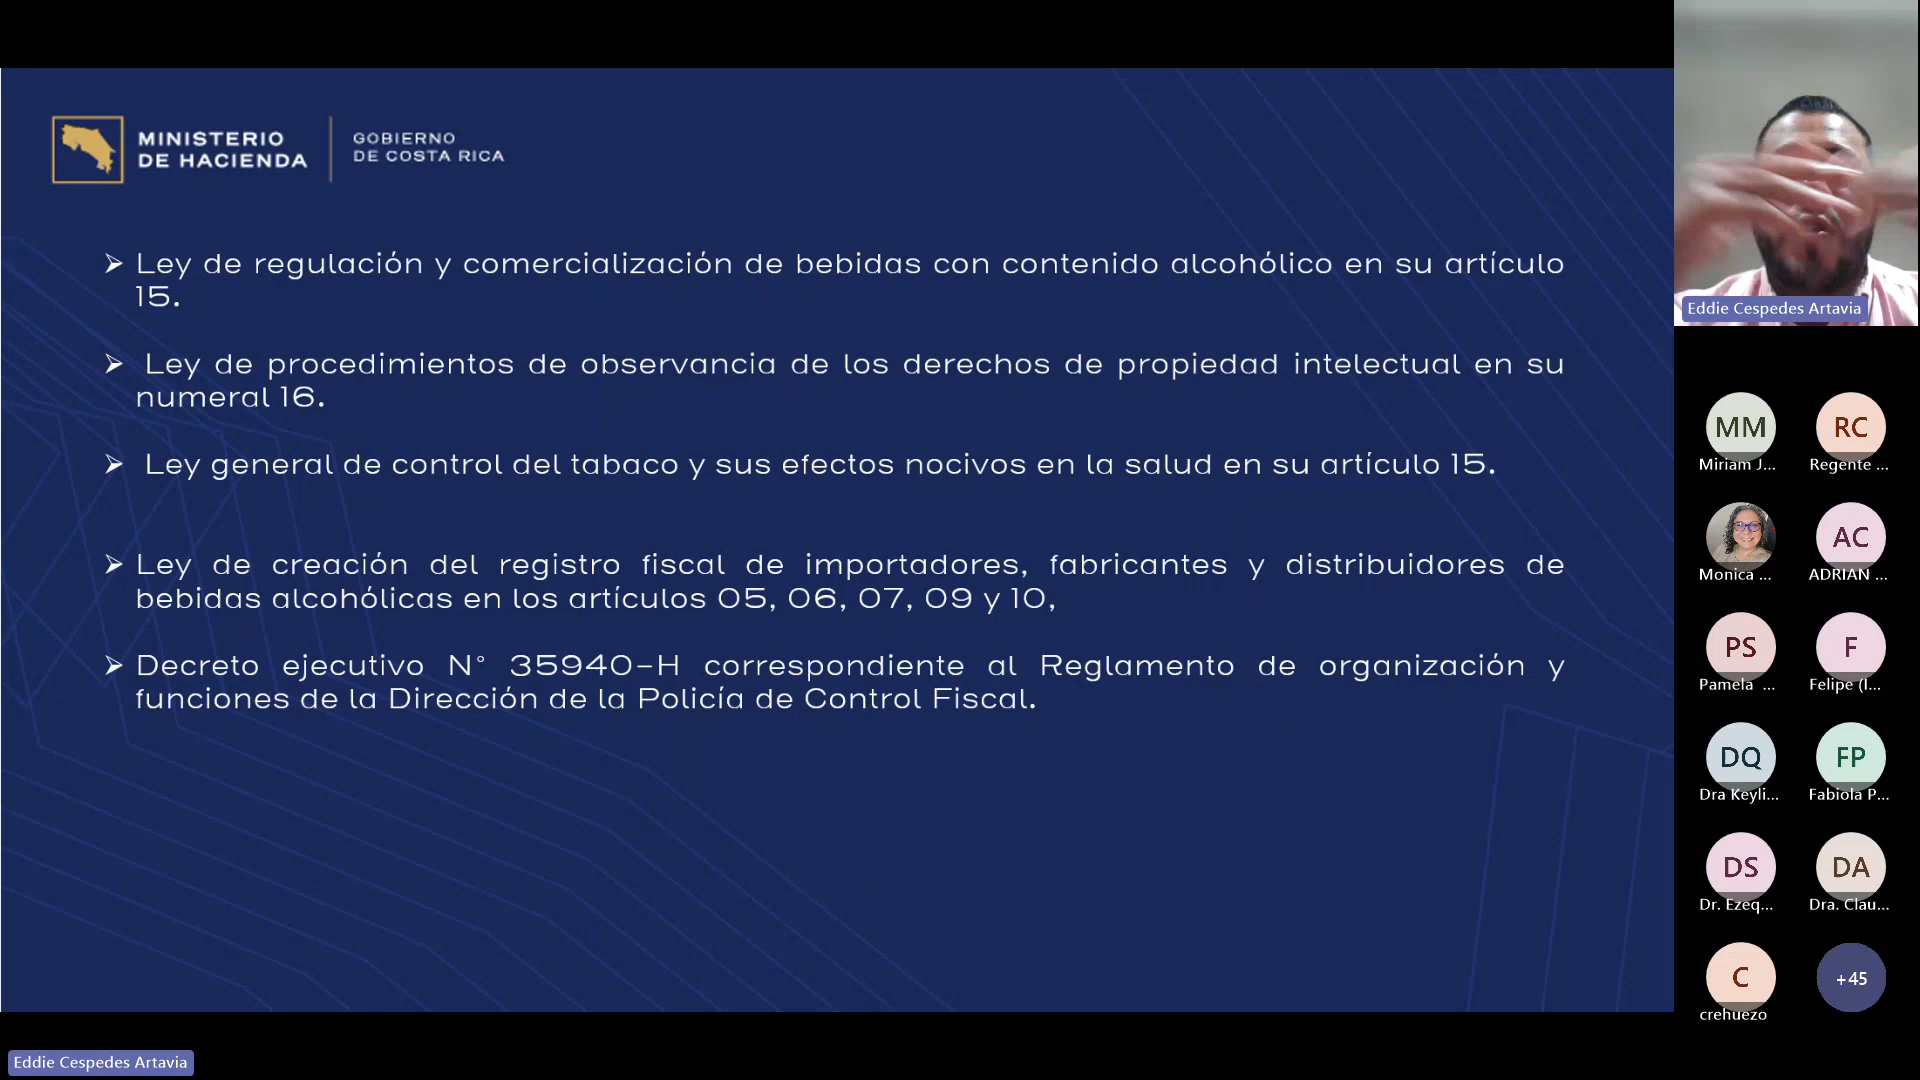 MINISTERIO
DE HACIENDA
GOBIERNO
DE COSTA RICA
➢ Ley de regulación y comercialización de bebidas con contenido alcohólico en su artículo
15.
➢ Ley de procedimientos de observancia de los derechos de propiedad intelectual en su
numeral 16.
➢ Ley general de control del tabaco y sus efectos nocivos en la salud en su artículo 15.
➢ Ley de creación del registro fiscal de importadores, fabricantes y distribuidores de
bebidas alcohólicas en los artículos 05, 06, 07, 09 y 10,
➢ Decreto ejecutivo N° 35940-H correspondiente al Reglamento de organización y
funciones de la Dirección de la Policía de Control Fiscal.
Eddie Cespedes Artavia
MM
RC
Miriam J...
Regente ...
AC
Monica ...
ADRIAN ...
PS
F
Pamela ...
Felipe (I...
DQ
FP
Dra Keyli...
Fabiola P...
DS
DA
Dr. Ezeq...
Dra. Clau...
C
+45
crehuezo
Eddie Cespedes Artavia